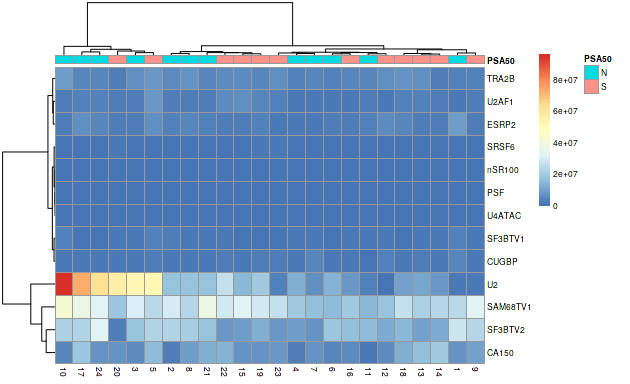 PSA50
TRA2B
U2AF1
ESRP2
SRSF6
nSR100
PSF
U4ATAC
SF3BTV1
CUGBP
U2
SAM68TV1
SF3BTV2
CA150
10 17 24 20 3 5 2 8 21 22 15 19 23 4 7 6 16 11 12 18 13 14 1 9
8e+07
6e+07
4e+07
2e+07
0
PSA50
N
S